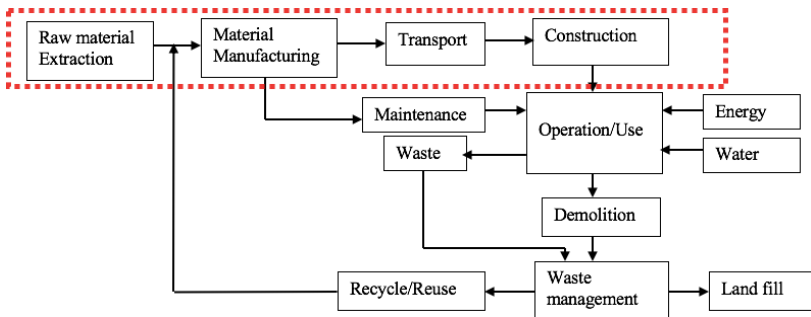 Raw material
Extraction
Material
Manufacturing
Transport
Construction
Maintenance
Operation/Use
Energy
Waste
Water
Demolition
Recycle/Reuse
Waste
management
Land fill